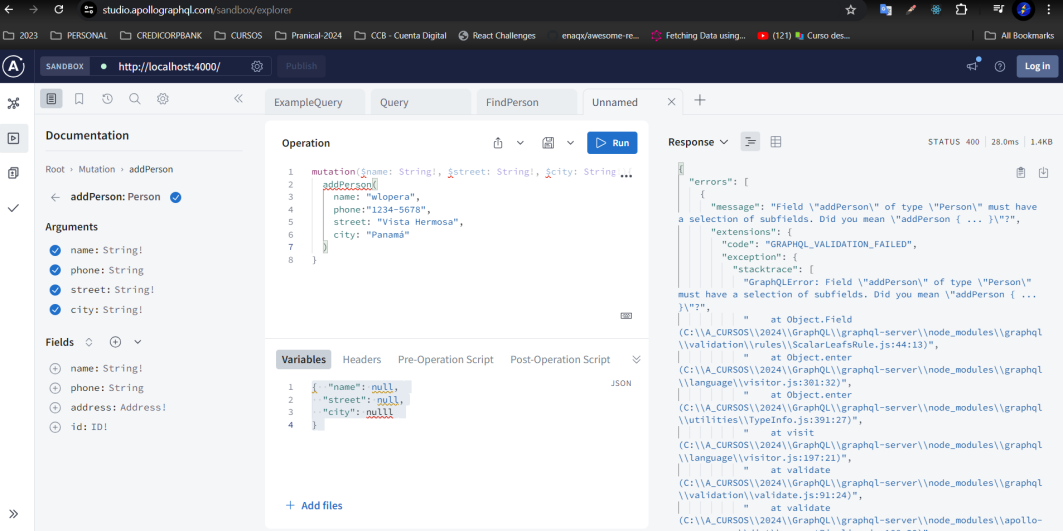 studio.apollographql.com/sandbox/explorer
2023 PERSONAL CREDICORPBANK CURSOS Pranical-2024 CCB - Cuenta Digital React Challenges enaqx/awesome-re... Fetching Data using... (121) Curso des... All Bookmarks
SANDBOX http://localhost:4000/ Publish Log in
ExampleQuery Query FindPerson Unnamed
Documentation
Root Mutation addPerson
addPerson: Person
Arguments
name: String!
phone: String
street: String!
city: String!
Fields
name: String!
phone: String
address: Address!
id: ID!
Operation Run
1 mutation($name: String!, $street: String!, $city: String ...
2 addPerson(
3 name: "wlopera",
4 phone:"1234-5678",
5 street: "Vista Hermosa",
6 city: "Panamá"
7 )
8 }
Variables Headers Pre-Operation Script Post-Operation Script
JSON
1 { "name": null,
2 "street": null,
3 "city": nulll
4 }
Add files
Response STATUS 400 28.0ms 1.4KB
{
"errors": [
{
"message": "Field \"addPerson\" of type \"Person\" must have
a selection of subfields. Did you mean \"addPerson { ... }\"?",
"extensions": {
"code": "GRAPHQL_VALIDATION_FAILED",
"exception": {
"stacktrace": [
"GraphQLError: Field \"addPerson\" of type \"Person\"
must have a selection of subfields. Did you mean \"addPerson { ...
}\"?",
" at Object.Field
(C:\\A_CURSOS\\2024\\GraphQL\\graphql-server\\node_modules\\graphql
\\validation\\rules\\ScalarLeafsRule.js:44:13)",
" at Object.enter
(C:\\A_CURSOS\\2024\\GraphQL\\graphql-server\\node_modules\\graphql
\\language\\visitor.js:301:32)",
" at Object.enter
(C:\\A_CURSOS\\2024\\GraphQL\\graphql-server\\node_modules\\graphql
\\utilities\\TypeInfo.js:391:27)",
" at visit
(C:\\A_CURSOS\\2024\\GraphQL\\graphql-server\\node_modules\\graphql
\\language\\visitor.js:197:21)",
" at validate
(C:\\A_CURSOS\\2024\\GraphQL\\graphql-server\\node_modules\\graphql
\\validation\\validate.js:91:24)",
" at validate
(C:\\A_CURSOS\\2024\\GraphQL\\graphql-server\\node_modules\\apollo-